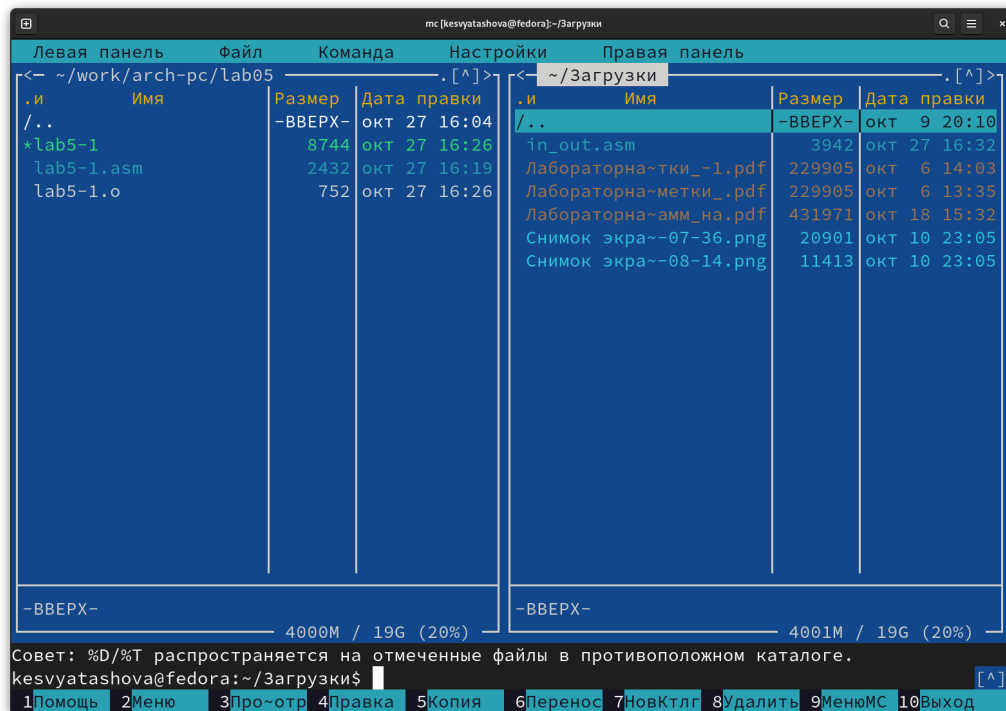 mc [kesvyatashova@fedora]:~/Загрузки
Левая панель Файл Команда Настройки Правая панель
<- ~/work/arch-pc/lab05 .[^]>
.и Имя Размер Дата правки
/.. -ВВЕРХ- окт 27 16:04
*lab5-1 8744 окт 27 16:26
lab5-1.asm 2432 окт 27 16:19
lab5-1.o 752 окт 27 16:26
-ВВЕРХ-
4000M / 19G (20%)
<- ~/Загрузки .[^]>
.и Имя Размер Дата правки
/.. -ВВЕРХ- окт 9 20:10
in_out.asm 3942 окт 27 16:32
Лабораторна~тки_-1.pdf 229905 окт 6 14:03
Лабораторна~метки_.pdf 229905 окт 6 13:35
Лабораторна~амм_на.pdf 431971 окт 18 15:32
Снимок экра~-07-36.png 20901 окт 10 23:05
Снимок экра~-08-14.png 11413 окт 10 23:05
-ВВЕРХ-
4001M / 19G (20%)
Совет: %D/%T распространяется на отмеченные файлы в противоположном каталоге.
kesvyatashova@fedora:~/Загрузки$ [^]
1Помощь 2Меню 3Про~отр 4Правка 5Копия 6Перенос 7НовКтлг 8Удалить 9МенюМС 10Выход